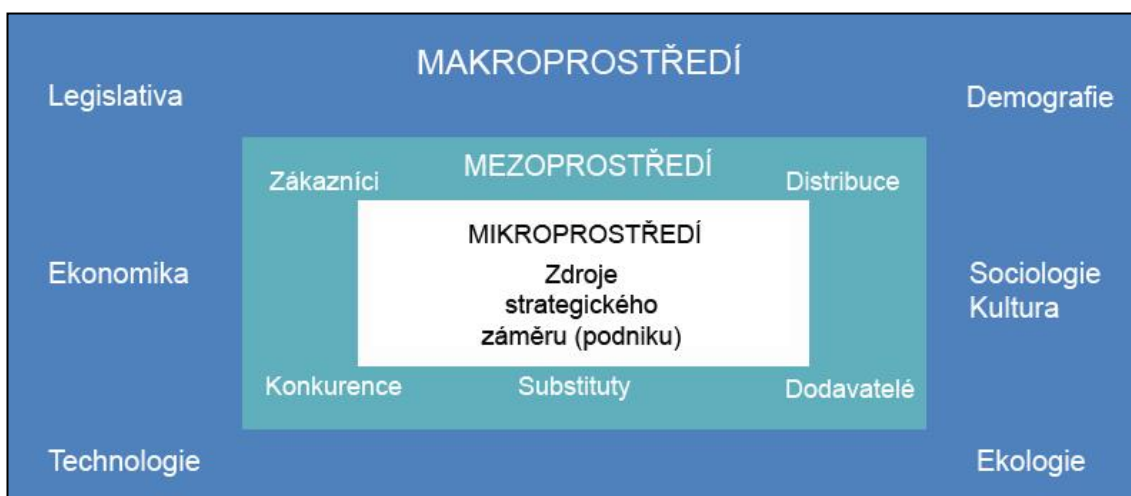 MAKROPROSTŘEDÍ
Legislativa
Demografie
MEZOPROSTŘEDÍ
Zákazníci
Distribuce
MIKROPROSTŘEDÍ
Zdroje
strategického
záměru (podniku)
Ekonomika
Sociologie
Kultura
Konkurence
Substituty
Dodavatelé
Technologie
Ekologie